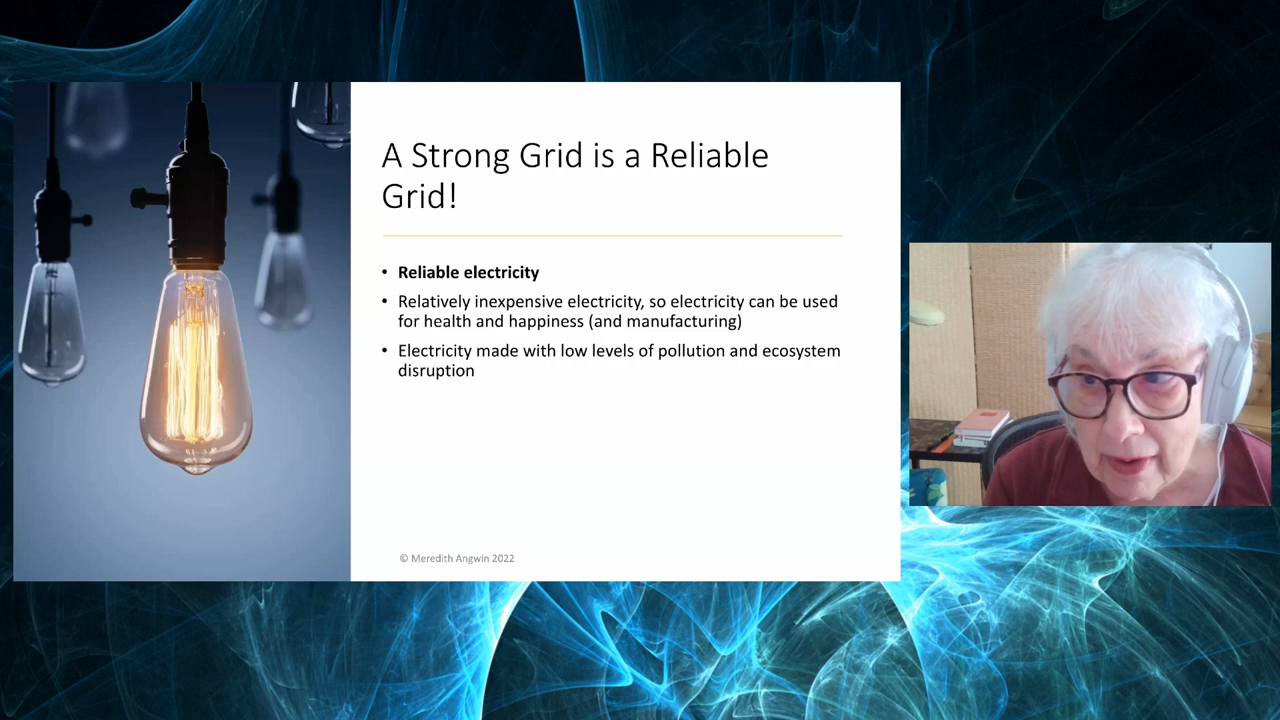 A Strong Grid is a Reliable
Grid!
• Reliable electricity
• Relatively inexpensive electricity, so electricity can be used
for health and happiness (and manufacturing)
• Electricity made with low levels of pollution and ecosystem
disruption
© Meredith Angwin 2022